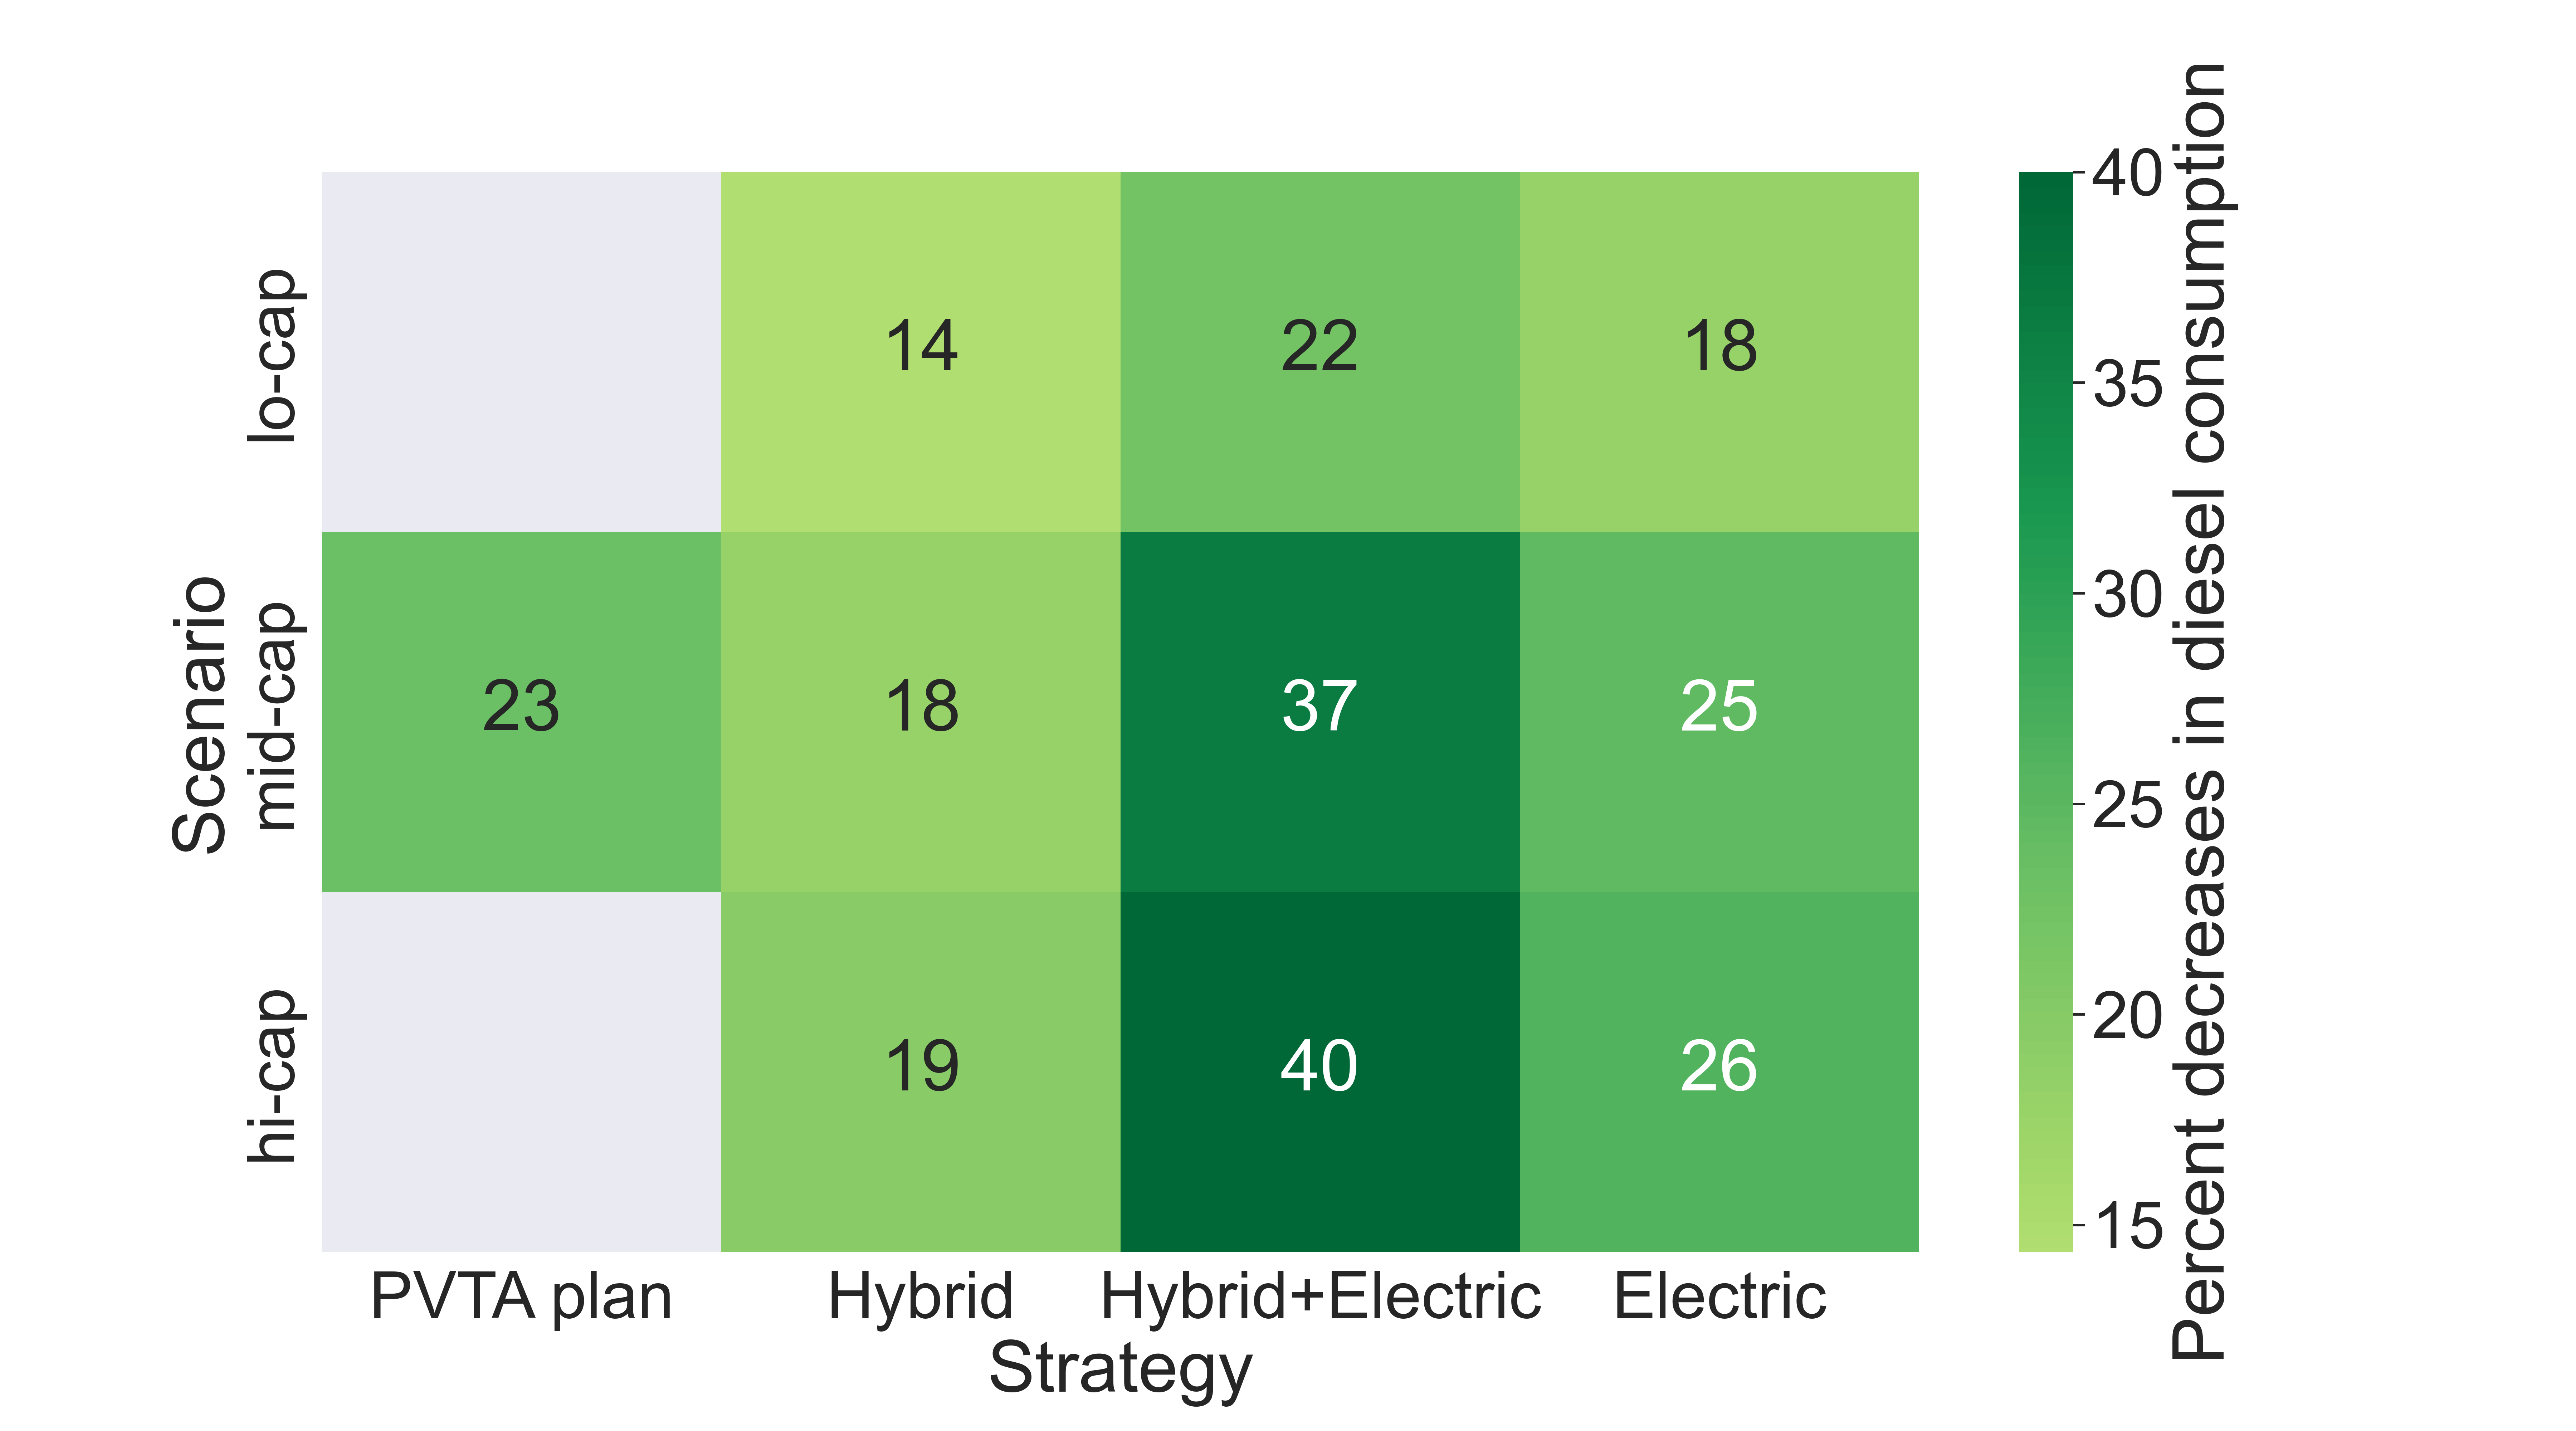 Scenario
lo-cap
14
22
18
mid-cap
23
18
37
25
hi-cap
19
40
26
PVTA plan
Hybrid
Hybrid+Electric
Electric
Strategy
40
35
30
25
20
15
Percent decreases in diesel consumption